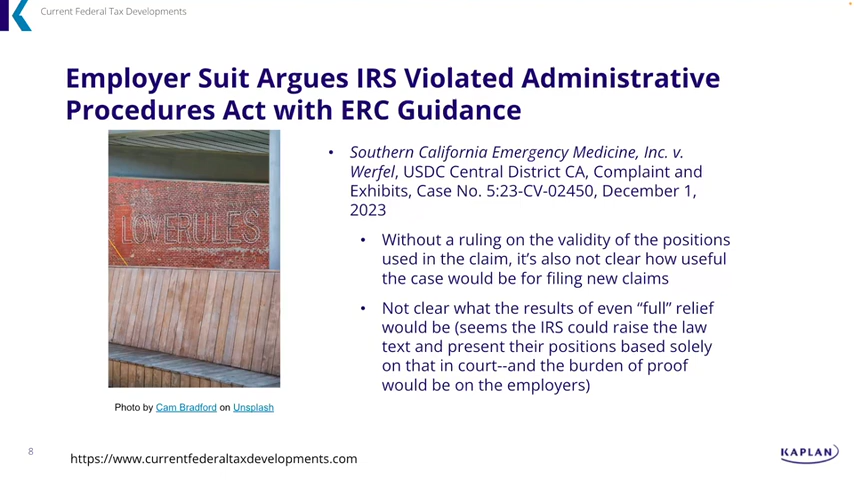 Current Federal Tax Developments
Employer Suit Argues IRS Violated Administrative
Procedures Act with ERC Guidance
LOVERULES
• Southern California Emergency Medicine, Inc. v.
Werfel, USDC Central District CA, Complaint and
Exhibits, Case No. 5:23-CV-02450, December 1,
2023
• Without a ruling on the validity of the positions
used in the claim, it’s also not clear how useful
the case would be for filing new claims
• Not clear what the results of even “full” relief
would be (seems the IRS could raise the law
text and present their positions based solely
on that in court--and the burden of proof
would be on the employers)
Photo by Cam Bradford on Unsplash
8
https://www.currentfederaltaxdevelopments.com
KAPLAN